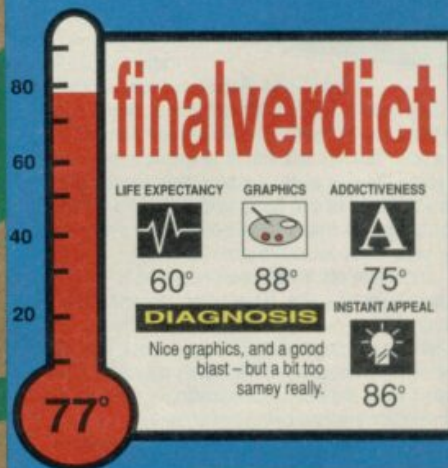 80
60
40
20
77°
finalverdict
LIFE EXPECTANCY GRAPHICS ADDICTIVENESS
A
60° 88° 75°
DIAGNOSIS
Nice graphics, and a good
blast – but a bit too
samey really.
INSTANT APPEAL
86°